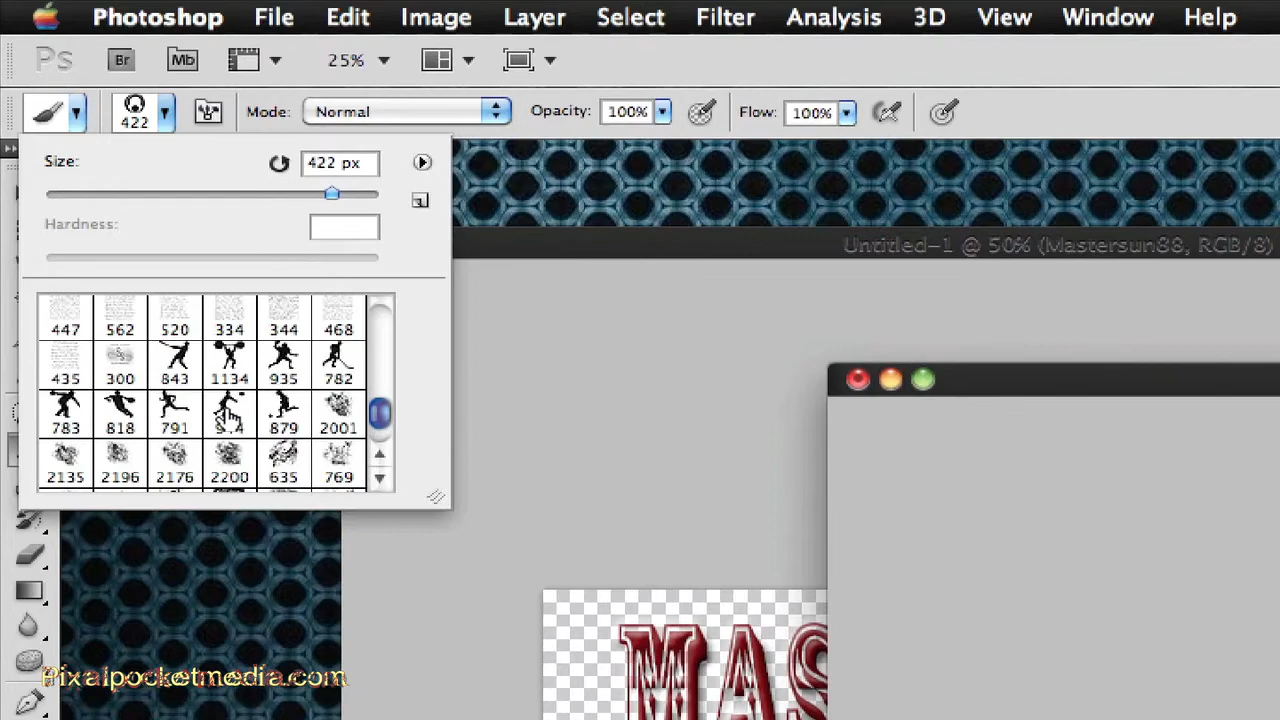 Photoshop File Edit Image Layer Select Filter Analysis 3D View Window Help
Ps Br Mb 25%
422 Mode: Normal Opacity: 100% Flow: 100%
Size: 422 px
Hardness:
Untitled-1 @ 50% (Mastersun88, RGB/8)
447 562 520 334 344 468
435 300 843 1134 935 782
783 818 791 879 2001
2135 2196 2176 2200 635 769
MAS
Pixalpocketmedia.com